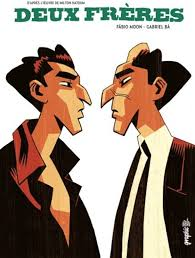 D'APRÈS L'ŒUVRE DE MILTON HATOUM
DEUX FRÈRES
FÁBIO MOON - GABRIEL BÁ